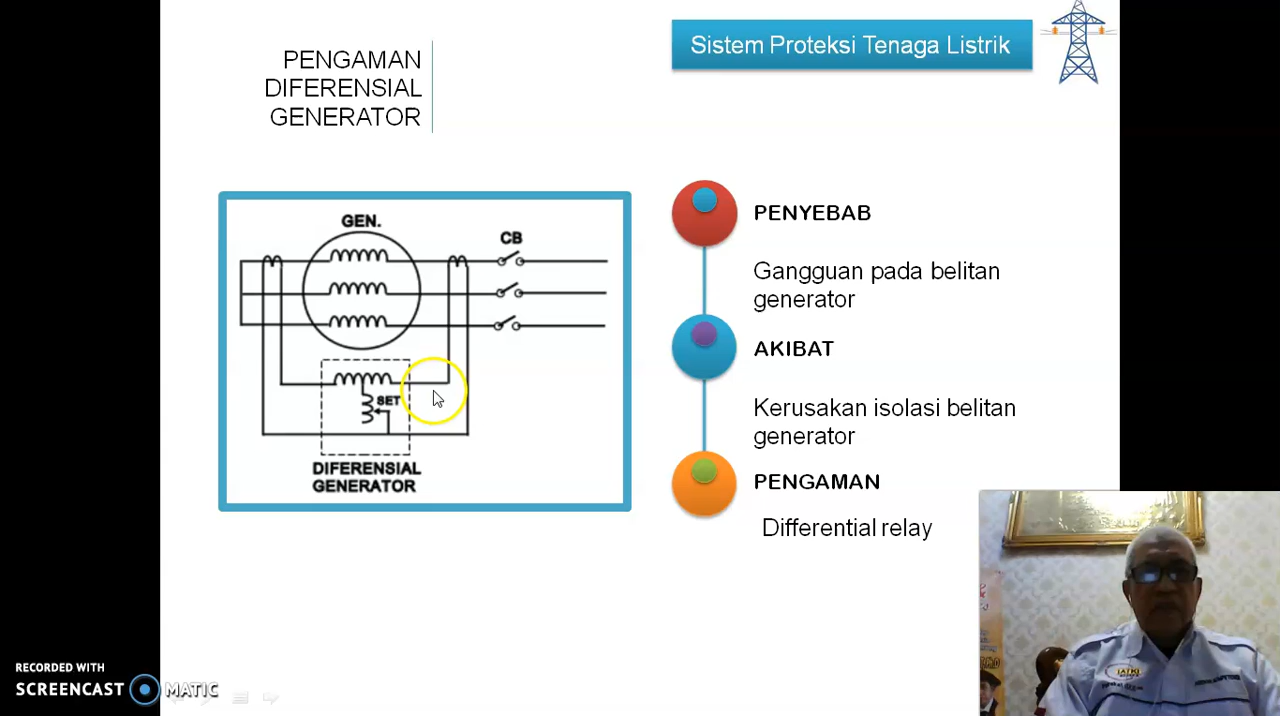 PENGAMAN
DIFERENSIAL
GENERATOR
Sistem Proteksi Tenaga Listrik
GEN.
CB
SET
DIFERENSIAL
GENERATOR
PENYEBAB
Gangguan pada belitan
generator
AKIBAT
Kerusakan isolasi belitan
generator
PENGAMAN
Differential relay
RECORDED WITH
SCREENCAST MATIC
IATKI